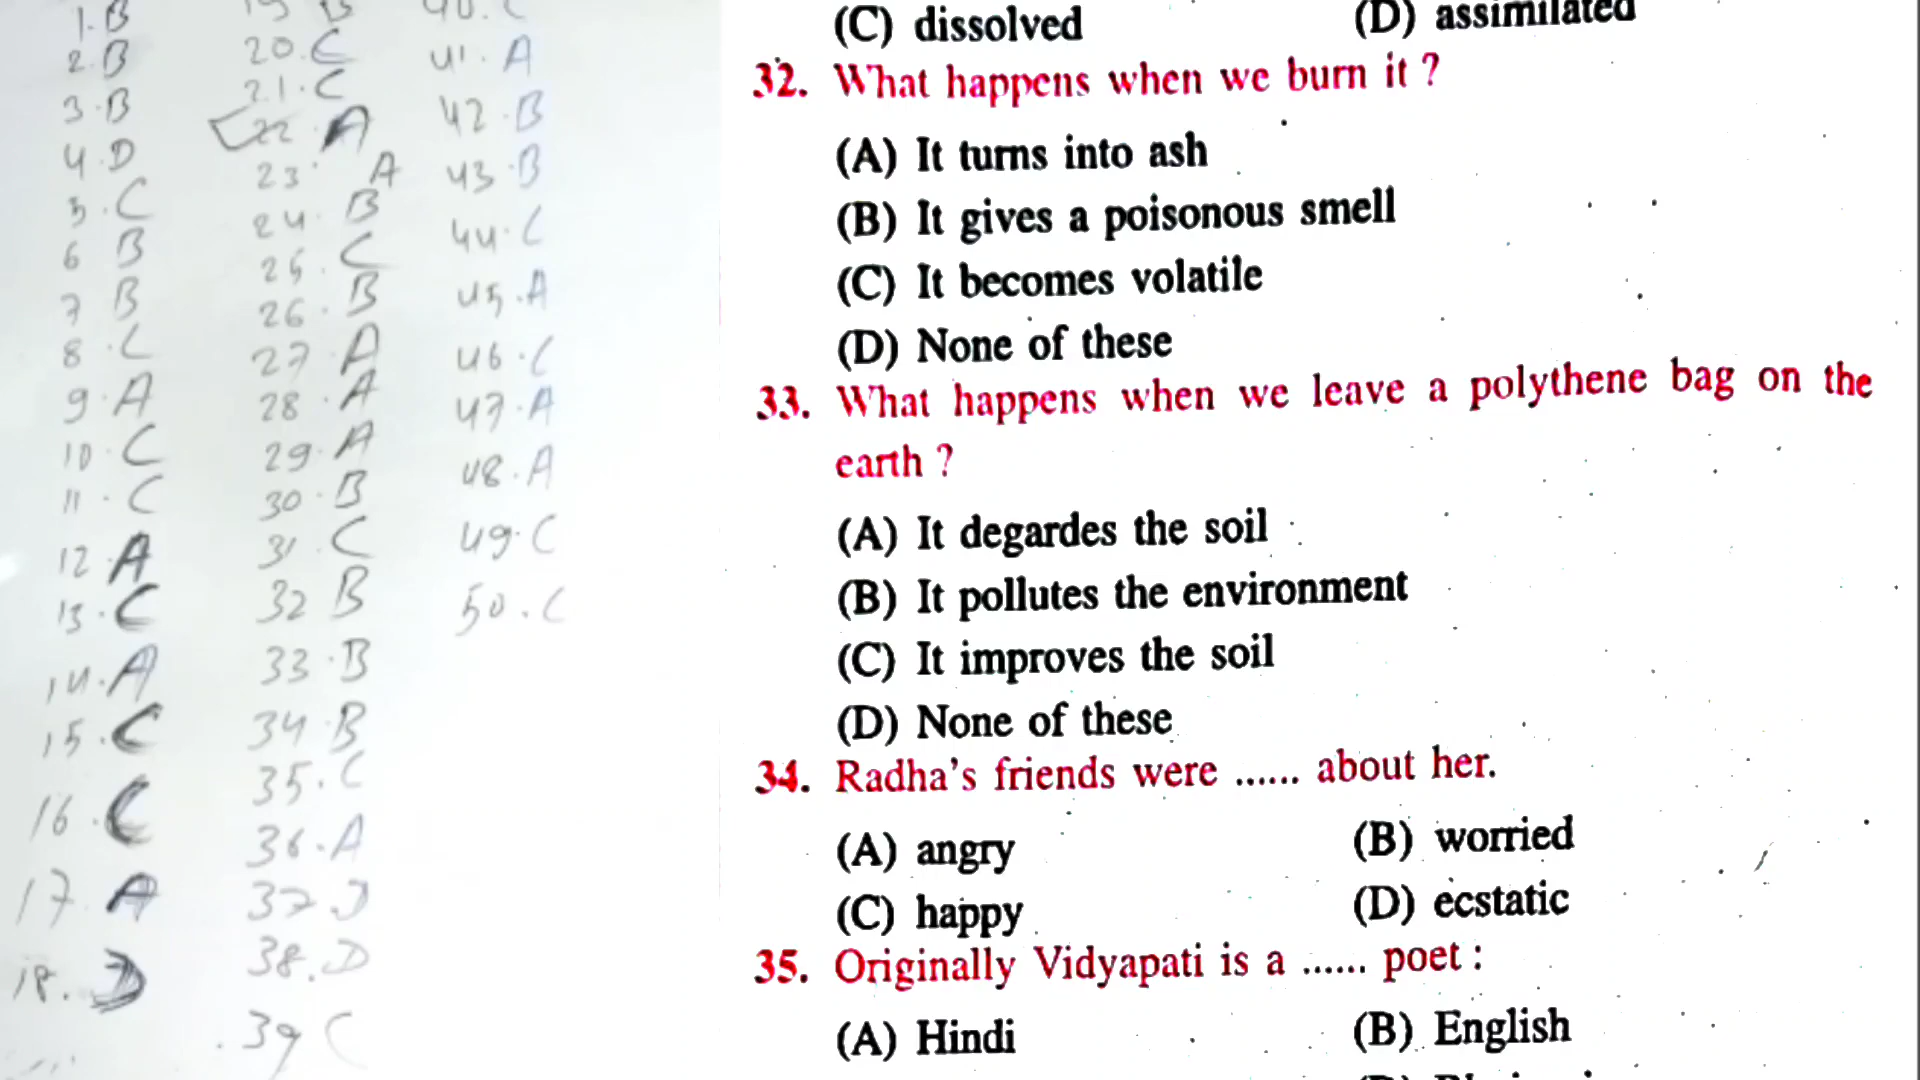 1. B
2. B
3. B
4. D
5. C
6 B
7 B
8. C
9. A
10. C
11. C
12 A
13. C
14. A
15. C
16. C
17. A
18. D
B
20. C
21. C
22. A
23. A
24. B
25. C
26. B
27 A
28. A
29. A
30. B
31. C
32 B
33. B
34. B
35. C
36. A
37. D
38. D
39 C
40. C
41. A
42. B
43. B
44. C
45. A
46. C
47. A
48. A
49. C
50. C
(C) dissolved (D) assimilated
32. What happens when we burn it ?
(A) It turns into ash
(B) It gives a poisonous smell
(C) It becomes volatile
(D) None of these
33. What happens when we leave a polythene bag on the
earth ?
(A) It degardes the soil
(B) It pollutes the environment
(C) It improves the soil
(D) None of these
34. Radha's friends were ...... about her.
(A) angry (B) worried
(C) happy (D) ecstatic
35. Originally Vidyapati is a ...... poet :
(A) Hindi (B) English